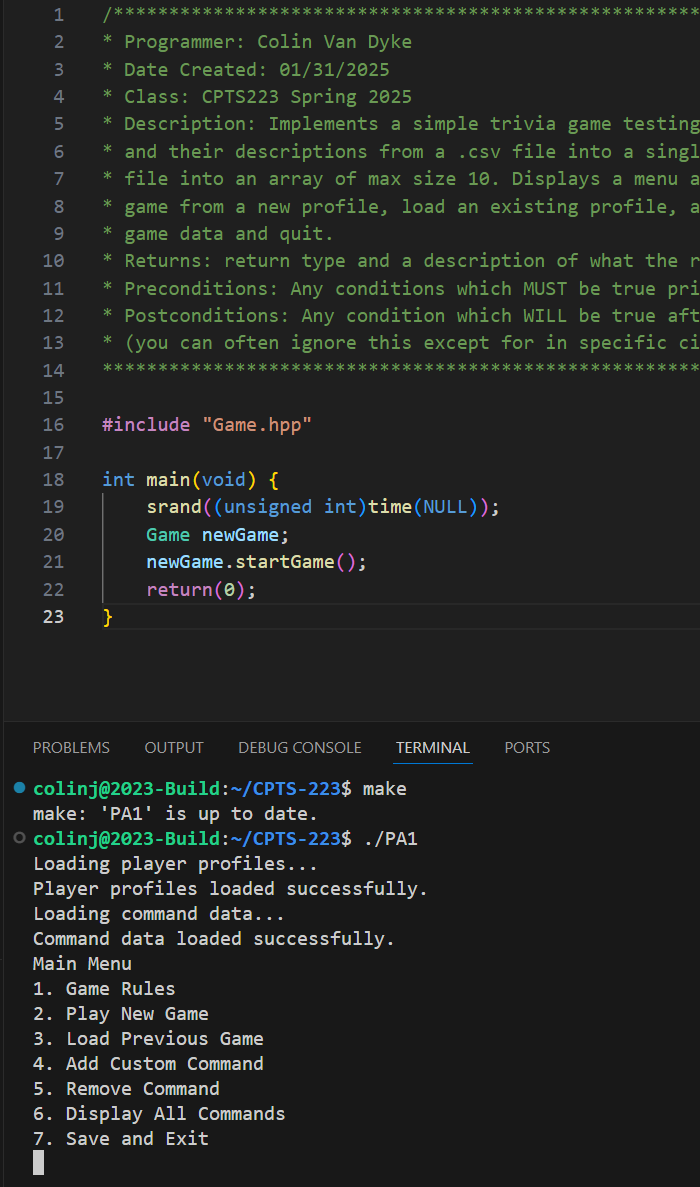 1 /******************************************************
2 * Programmer: Colin Van Dyke
3 * Date Created: 01/31/2025
4 * Class: CPTS223 Spring 2025
5 * Description: Implements a simple trivia game testing
6 * and their descriptions from a .csv file into a singl
7 * file into an array of max size 10. Displays a menu a
8 * game from a new profile, load an existing profile, a
9 * game data and quit.
10 * Returns: return type and a description of what the r
11 * Preconditions: Any conditions which MUST be true pri
12 * Postconditions: Any condition which WILL be true aft
13 * (you can often ignore this except for in specific ci
14 ******************************************************
15
16 #include "Game.hpp"
17
18 int main(void) {
19     srand((unsigned int)time(NULL));
20     Game newGame;
21     newGame.startGame();
22     return(0);
23 }
PROBLEMS OUTPUT DEBUG CONSOLE TERMINAL PORTS
colinj@2023-Build:~/CPTS-223$ make
make: 'PA1' is up to date.
colinj@2023-Build:~/CPTS-223$ ./PA1
Loading player profiles...
Player profiles loaded successfully.
Loading command data...
Command data loaded successfully.
Main Menu
1. Game Rules
2. Play New Game
3. Load Previous Game
4. Add Custom Command
5. Remove Command
6. Display All Commands
7. Save and Exit